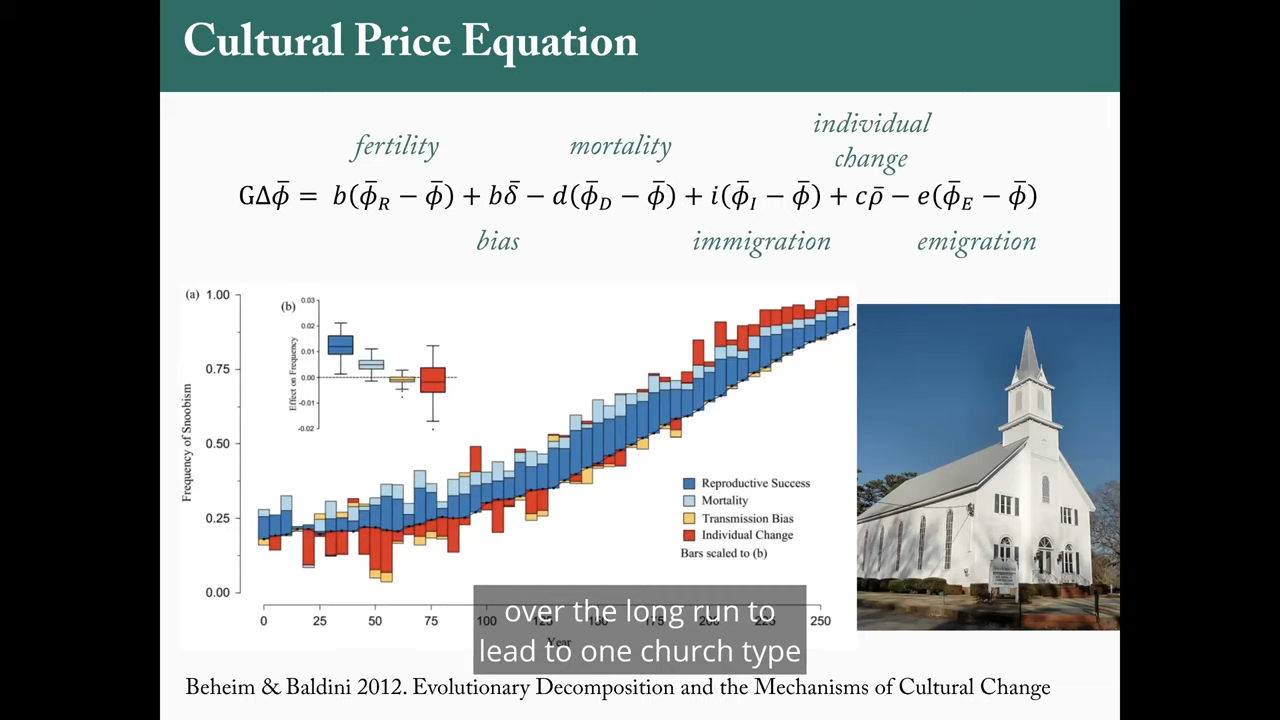 Cultural Price Equation
individual
fertility mortality change
GΔϕ̄ = b(ϕ̄_R − ϕ̄) + bδ̄ − d(ϕ̄_D − ϕ̄) + i(ϕ̄_I − ϕ̄) + cρ̄ − e(ϕ̄_E − ϕ̄)
bias immigration emigration
(a) 1.00
0.75
0.50
0.25
0.00
Frequency of Snoobism
(b)
0.03
0.02
0.01
0.00
-0.01
-0.02
Effect on Frequency
Reproductive Success
Mortality
Transmission Bias
Individual Change
Bars scaled to (b)
0 25 50 75 100 250
Year
over the long run to
lead to one church type
Beheim & Baldini 2012. Evolutionary Decomposition and the Mechanisms of Cultural Change